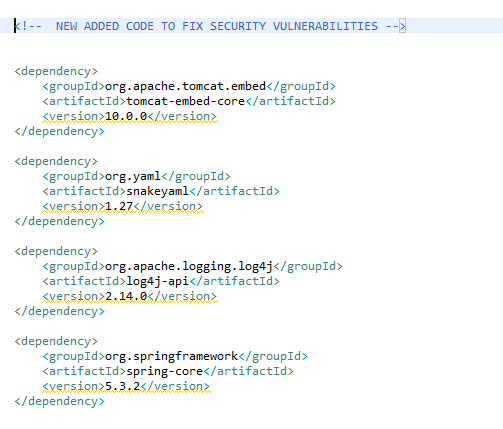 <!--  NEW ADDED CODE TO FIX SECURITY VULNERABILITIES -->
<dependency>
    <groupId>org.apache.tomcat.embed</groupId>
    <artifactId>tomcat-embed-core</artifactId>
    <version>10.0.0</version>
</dependency>
<dependency>
    <groupId>org.yaml</groupId>
    <artifactId>snakeyaml</artifactId>
    <version>1.27</version>
</dependency>
<dependency>
    <groupId>org.apache.logging.log4j</groupId>
    <artifactId>log4j-api</artifactId>
    <version>2.14.0</version>
</dependency>
<dependency>
    <groupId>org.springframework</groupId>
    <artifactId>spring-core</artifactId>
    <version>5.3.2</version>
</dependency>